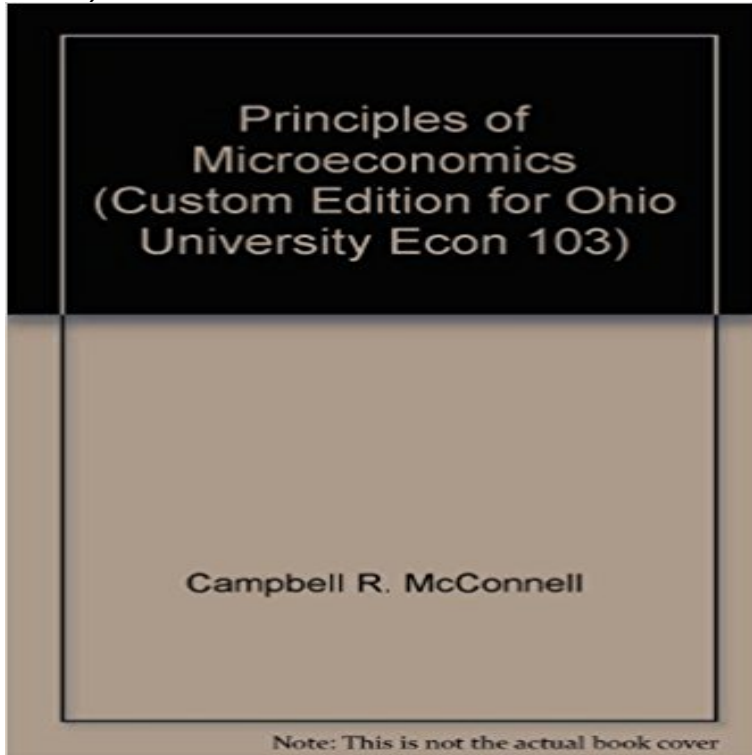 Principles of
Microeconomics
(Custom Edition for Ohio
University Econ 103)
Campbell R. McConnell
Note: This is not the actual book cover